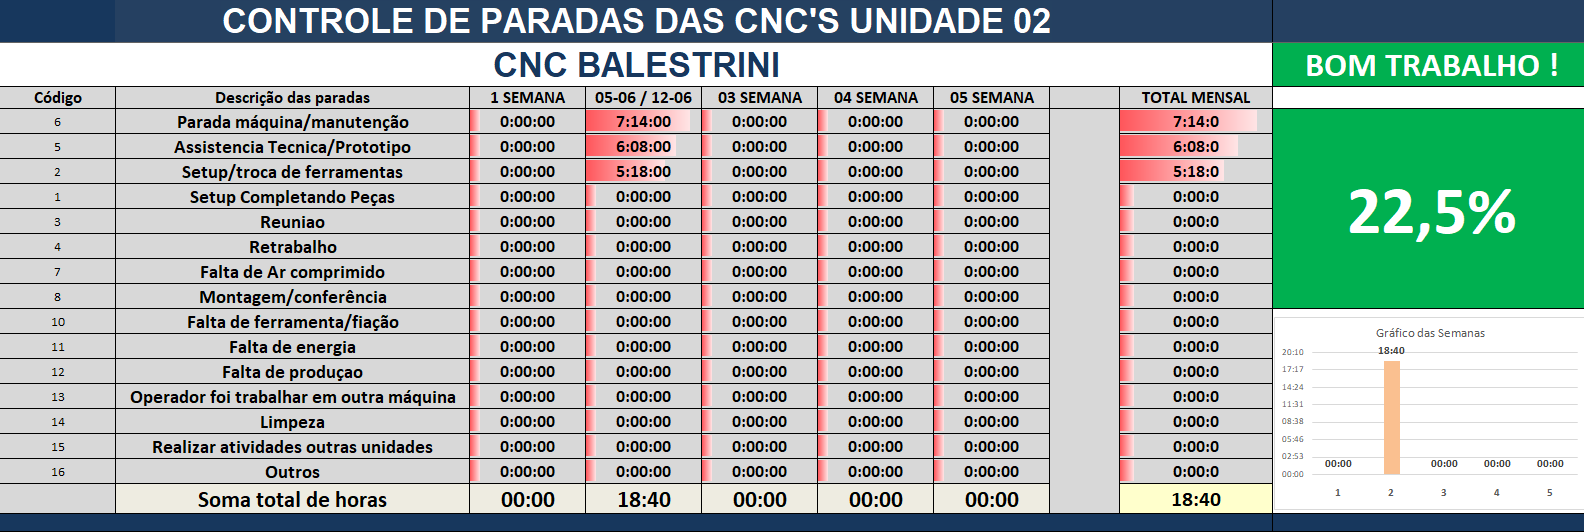 CONTROLE DE PARADAS DAS CNC'S UNIDADE 02
CNC BALESTRINI BOM TRABALHO !
Código Descrição das paradas 1 SEMANA 05-06 / 12-06 03 SEMANA 04 SEMANA 05 SEMANA TOTAL MENSAL
6 Parada máquina/manutenção 0:00:00 7:14:00 0:00:00 0:00:00 0:00:00 7:14:0
5 Assistencia Tecnica/Prototipo 0:00:00 6:08:00 0:00:00 0:00:00 0:00:00 6:08:0
2 Setup/troca de ferramentas 0:00:00 5:18:00 0:00:00 0:00:00 0:00:00 5:18:0
1 Setup Completando Peças 0:00:00 0:00:00 0:00:00 0:00:00 0:00:00 0:00:0
3 Reuniao 0:00:00 0:00:00 0:00:00 0:00:00 0:00:00 0:00:0
4 Retrabalho 0:00:00 0:00:00 0:00:00 0:00:00 0:00:00 0:00:0
7 Falta de Ar comprimido 0:00:00 0:00:00 0:00:00 0:00:00 0:00:00 0:00:0
8 Montagem/conferência 0:00:00 0:00:00 0:00:00 0:00:00 0:00:00 0:00:0
10 Falta de ferramenta/fiação 0:00:00 0:00:00 0:00:00 0:00:00 0:00:00 0:00:0
11 Falta de energia 0:00:00 0:00:00 0:00:00 0:00:00 0:00:00 0:00:0
12 Falta de produçao 0:00:00 0:00:00 0:00:00 0:00:00 0:00:00 0:00:0
13 Operador foi trabalhar em outra máquina 0:00:00 0:00:00 0:00:00 0:00:00 0:00:00 0:00:0
14 Limpeza 0:00:00 0:00:00 0:00:00 0:00:00 0:00:00 0:00:0
15 Realizar atividades outras unidades 0:00:00 0:00:00 0:00:00 0:00:00 0:00:00 0:00:0
16 Outros 0:00:00 0:00:00 0:00:00 0:00:00 0:00:00 0:00:0
Soma total de horas 00:00 18:40 00:00 00:00 00:00 18:40
22,5%
Gráfico das Semanas
18:40
20:10
17:17
14:24
11:31
08:38
05:46
02:53
00:00
00:00 00:00 00:00 00:00
1 2 3 4 5